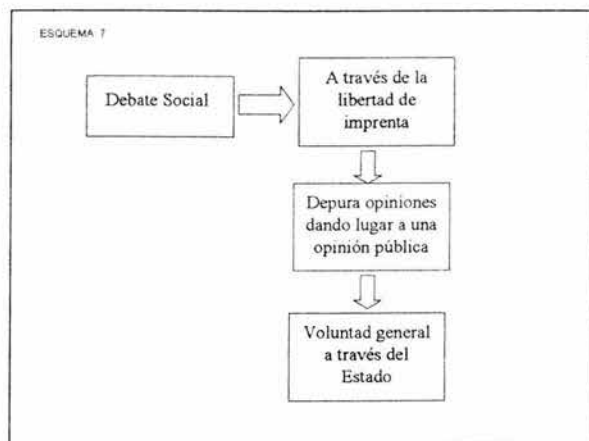 ESQUEMA 7
Debate Social
A través de la
libertad de
imprenta
Depura opiniones
dando lugar a una
opinión pública
Voluntad general
a través del
Estado